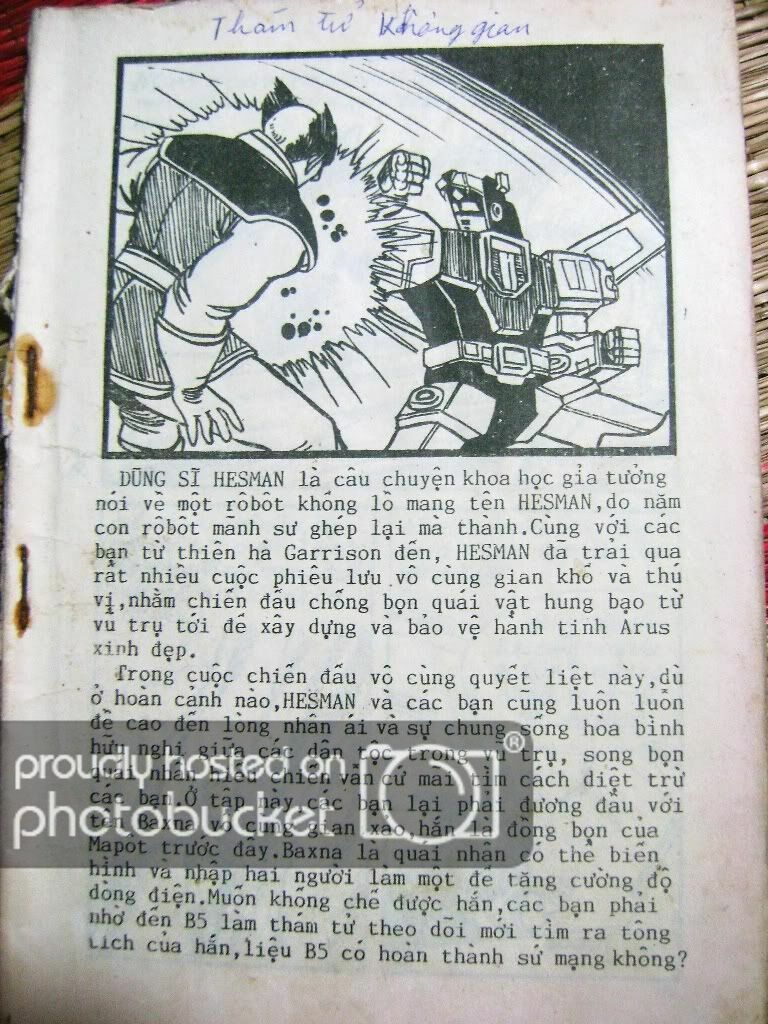 Thám tử không gian
DŨNG SĨ HESMAN là câu chuyện khoa học giả tưởng
nói về một rôbôt khổng lồ mang tên HESMAN,do năm
con rôbôt mãnh sư ghép lại mà thành.Cùng với các
bạn từ thiên hà Garrison đến, HESMAN đã trải qua
rất nhiều cuộc phiêu lưu vô cùng gian khổ và thú
vị,nhằm chiến đấu chống bọn quái vật hung bạo từ
vũ trụ tới để xây dựng và bảo vệ hành tinh Arus
xinh đẹp.
Trong cuộc chiến đấu vô cùng quyết liệt này,dù
ở hoàn cảnh nào,HESMAN và các bạn cũng luôn luôn
đề cao đến lòng nhân ái và sự chung sống hòa bình
hữu nghị giữa các dân tộc trong vũ trụ, song bọn
quái nhân hiếu chiến vẫn cứ mãi tìm cách diệt trừ
các bạn.Ở tập này,các bạn lại phải đương đầu với
tên Baxna vô cùng gian xảo,hắn là đồng bọn của
Mapôt trước đây.Baxna là quái nhân có thể biến
hình và nhập hai người làm một để tăng cường độ
dòng điện.Muốn khống chế được hắn,các bạn phải
nhờ đến B5 làm thám tử theo dõi mới tìm ra tông
tích của hắn,liệu B5 có hoàn thành sứ mạng không?
proudly hosted on
photobucket
®